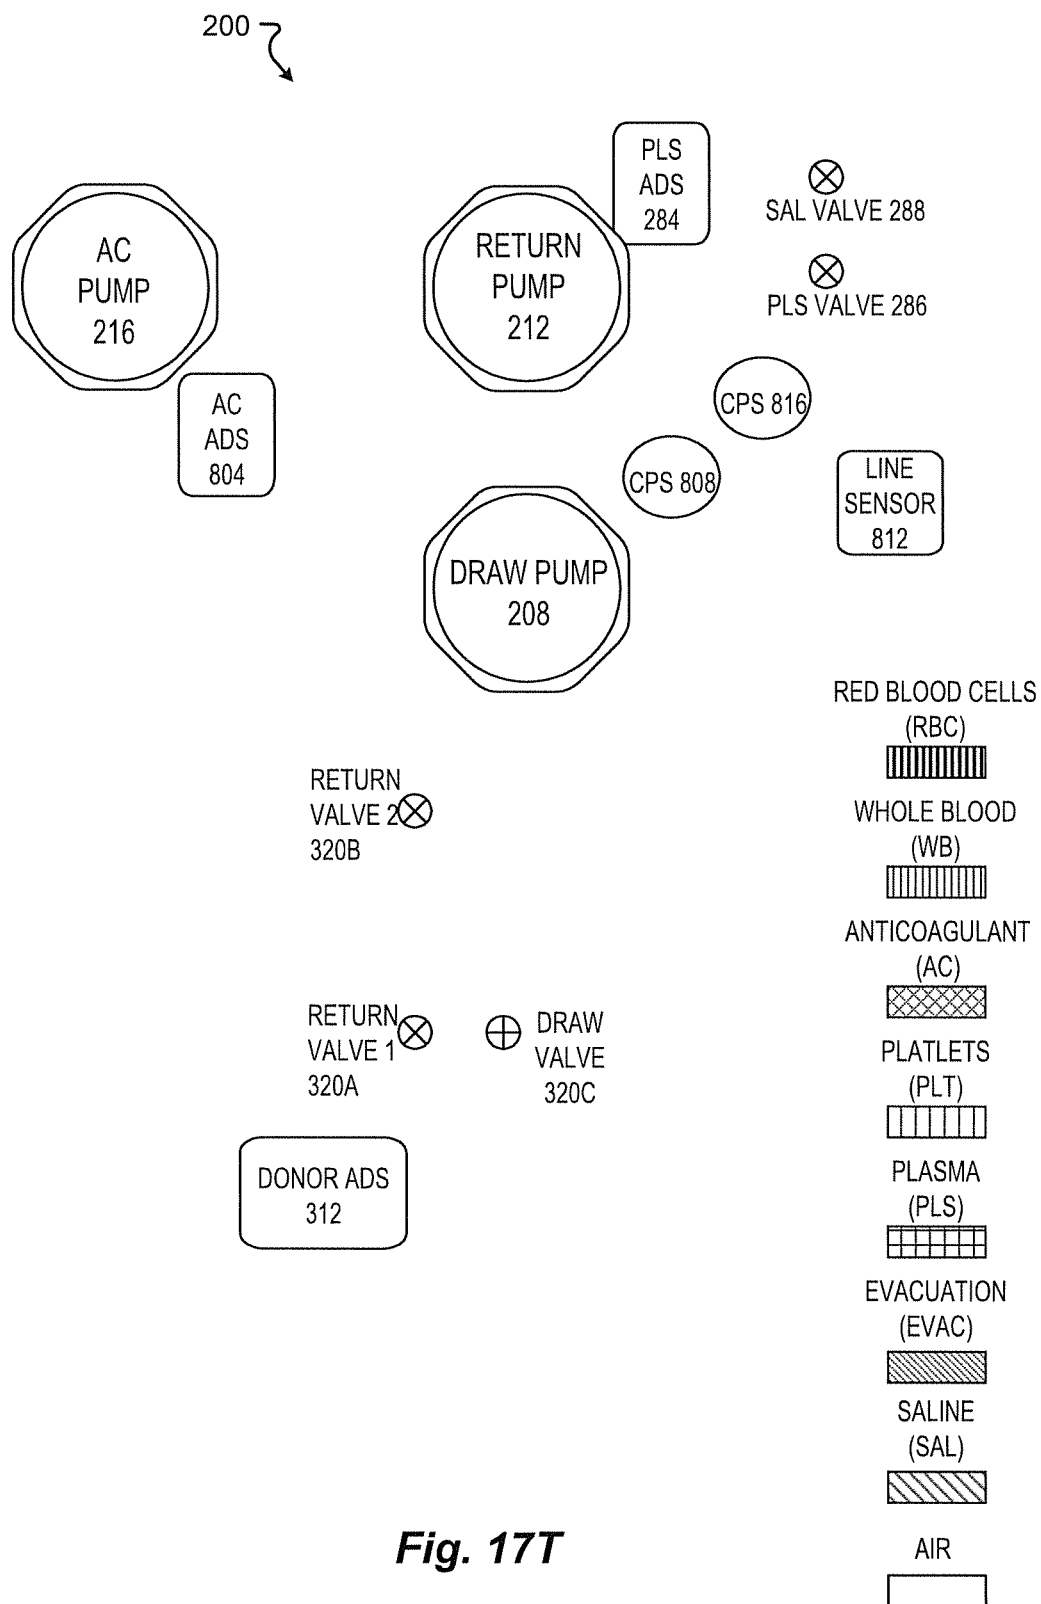 200
PLS
ADS
284
SAL VALVE 288
AC
PUMP
216
RETURN
PUMP
212
PLS VALVE 286
AC
ADS
804
CPS 816
CPS 808
LINE
SENSOR
812
DRAW PUMP
208
RED BLOOD CELLS
(RBC)
RETURN
VALVE 2
320B
WHOLE BLOOD
(WB)
ANTICOAGULANT
(AC)
RETURN
VALVE 1
320A
DRAW
VALVE
320C
PLATLETS
(PLT)
DONOR ADS
312
PLASMA
(PLS)
EVACUATION
(EVAC)
SALINE
(SAL)
AIR
Fig. 17T